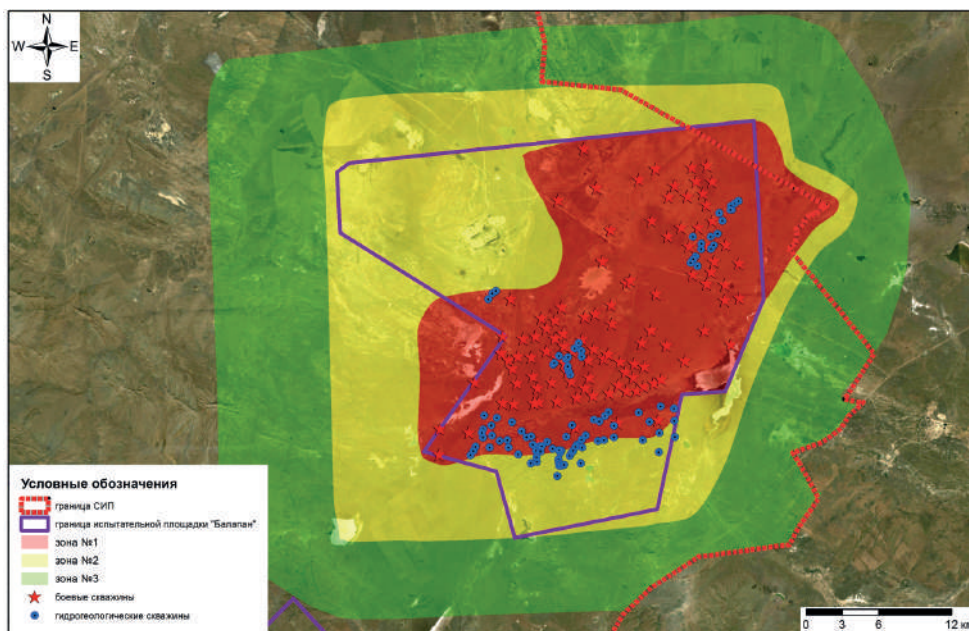 N
W E
S
Условные обозначения
граница СИП
граница испытательной площадки "Балапан"
зона №1
зона №2
зона №3
боевые скважины
гидрогеологические скважины
0 3 6 12 км